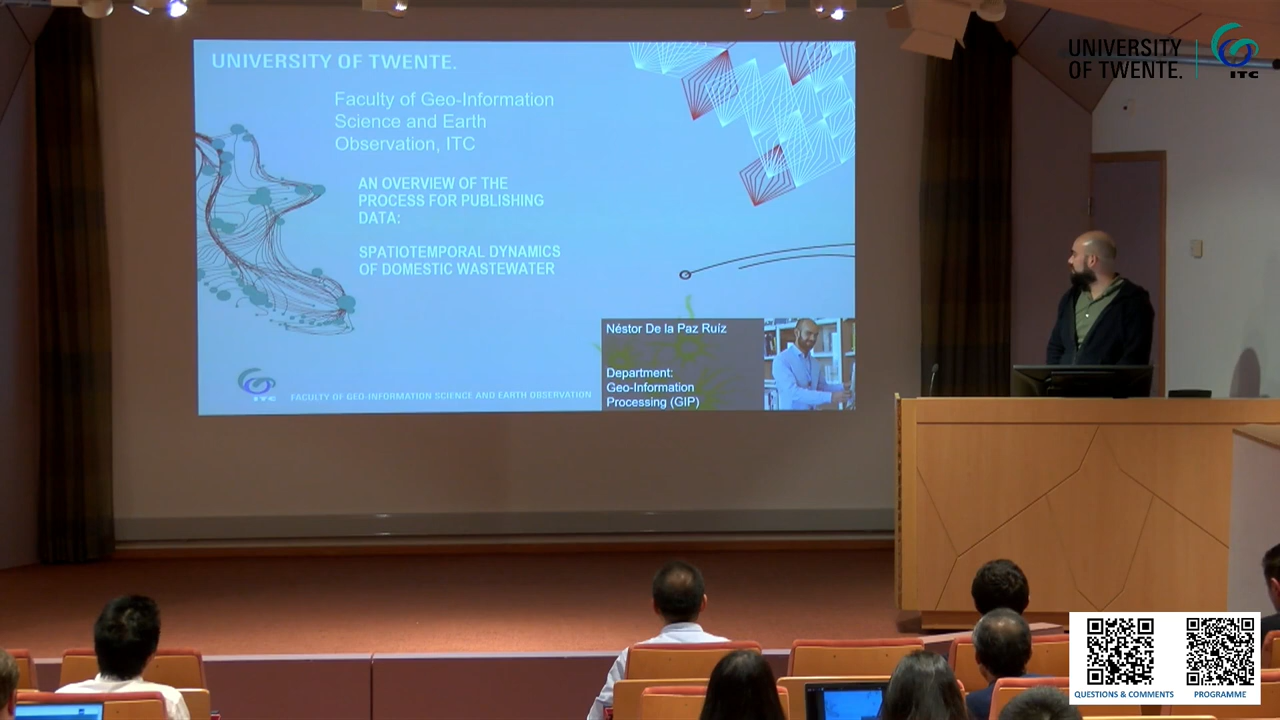 UNIVERSITY OF TWENTE.
Faculty of Geo-Information
Science and Earth
Observation, ITC
AN OVERVIEW OF THE
PROCESS FOR PUBLISHING
DATA:
SPATIOTEMPORAL DYNAMICS
OF DOMESTIC WASTEWATER
Néstor De la Paz Ruíz
Department:
Geo-Information
Processing (GIP)
ITC
FACULTY OF GEO-INFORMATION SCIENCE AND EARTH OBSERVATION
UNIVERSITY
OF TWENTE.
ITC
QUESTIONS & COMMENTS
PROGRAMME